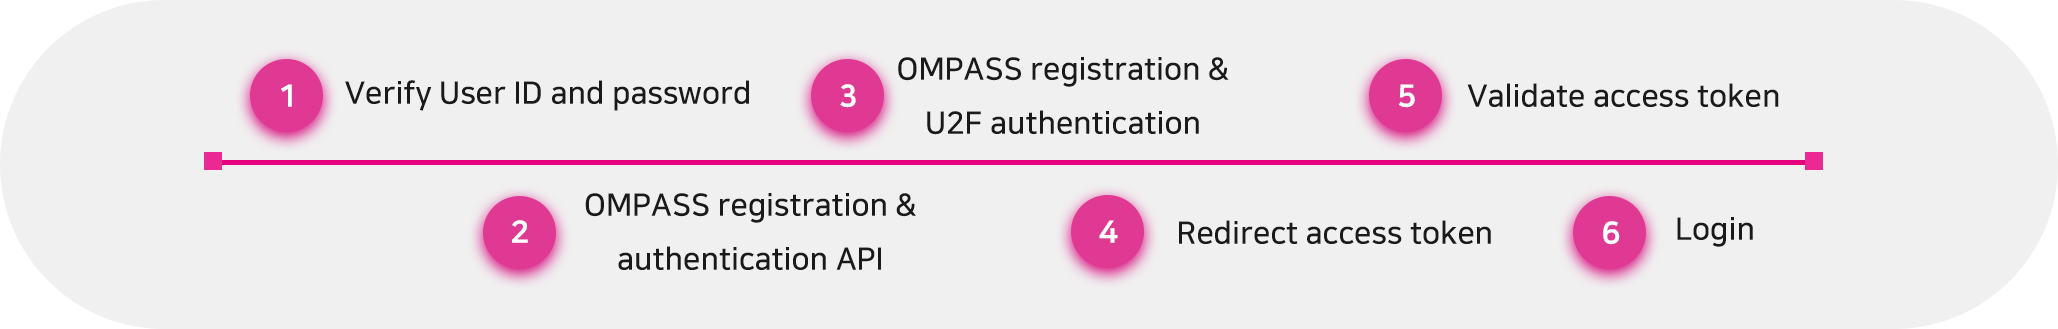 1
Verify User ID and password
2
OMPASS registration &
authentication API
3
OMPASS registration &
U2F authentication
4
Redirect access token
5
Validate access token
6
Login